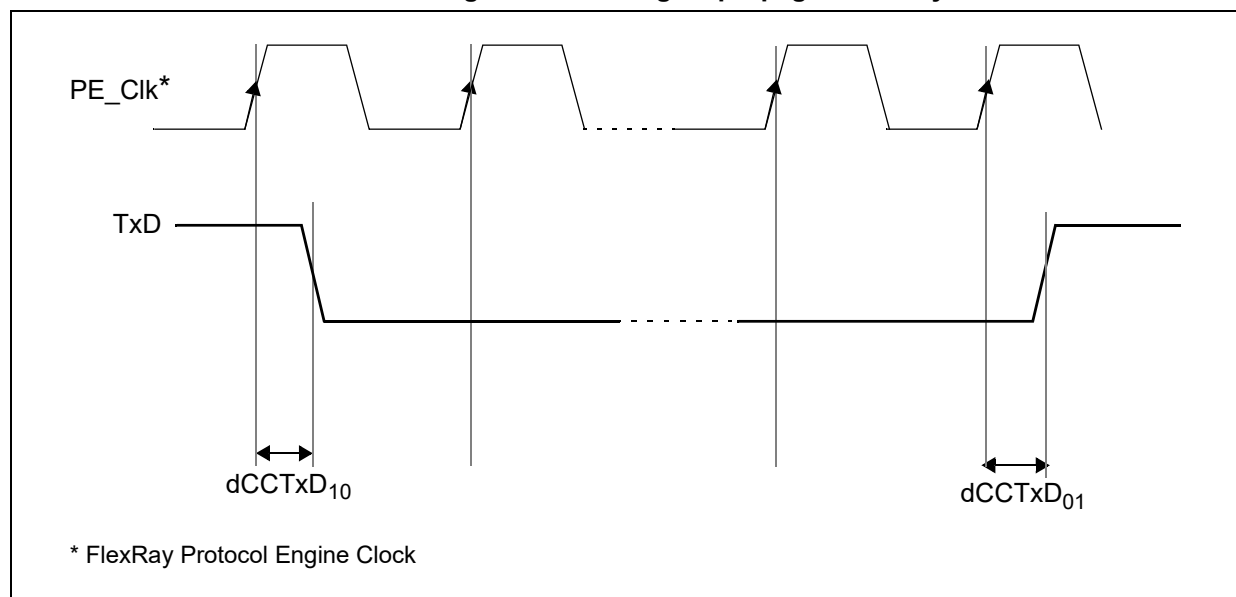 PE_Clk*
TxD
dCCTxD10
dCCTxD01
* FlexRay Protocol Engine Clock